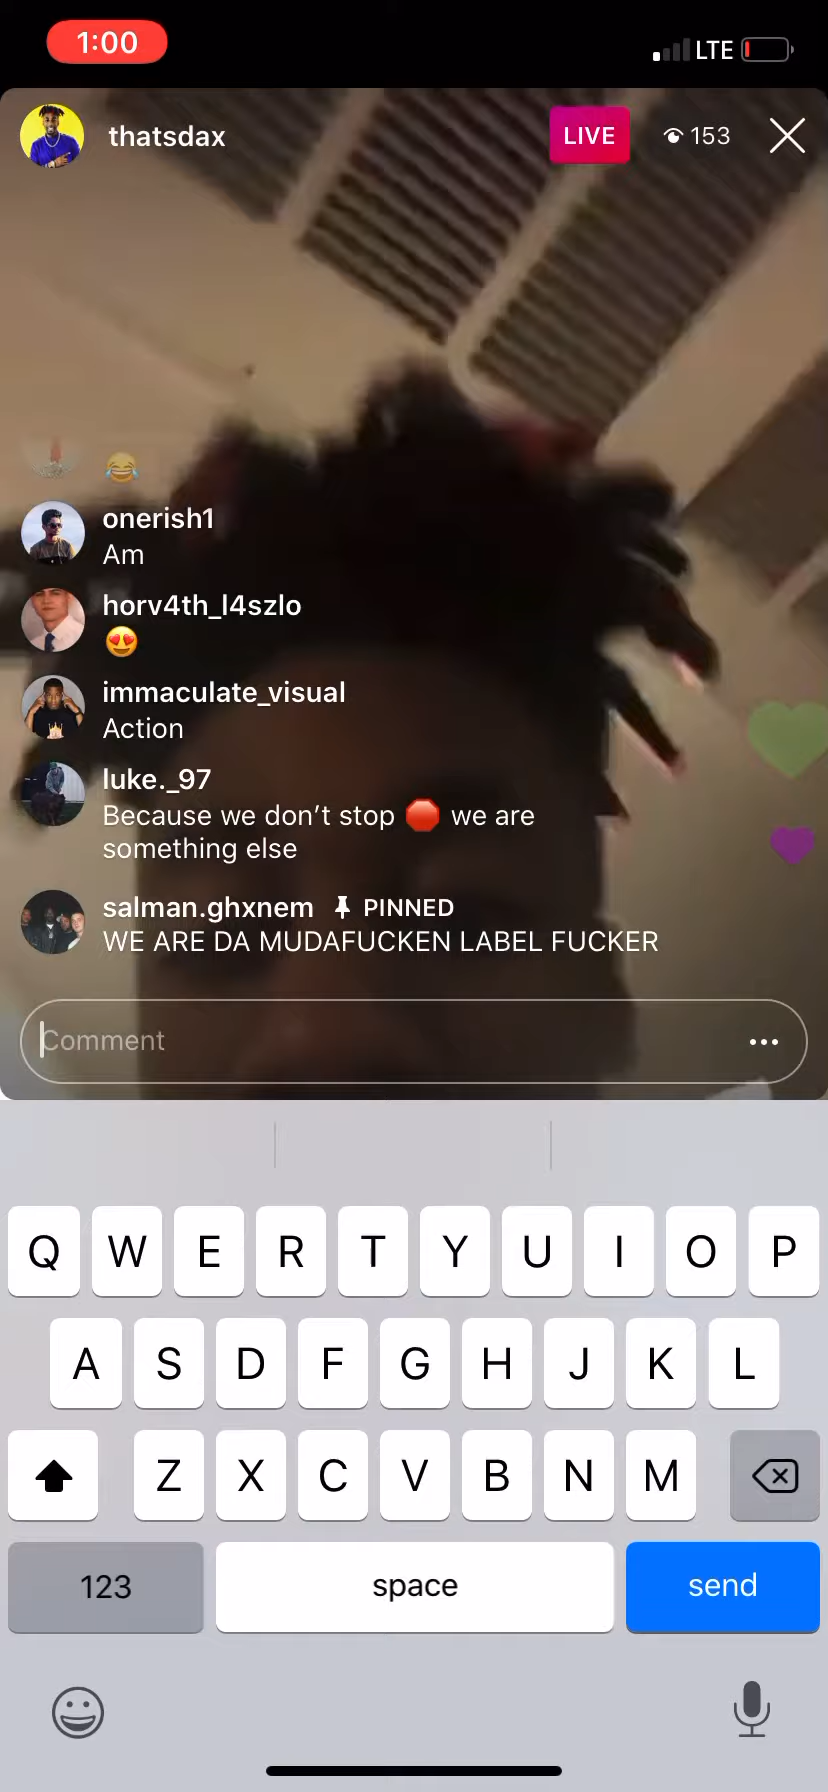 1:00
LTE
thatsdax
LIVE
153
onerish1
Am
horv4th_l4szlo
immaculate_visual
Action
luke._97
Because we don’t stop 🛑 we are
something else
salman.ghxnem PINNED
WE ARE DA MUDAFUCKEN LABEL FUCKER
Comment
Q W E R T Y U I O P
A S D F G H J K L
Z X C V B N M
123 space send